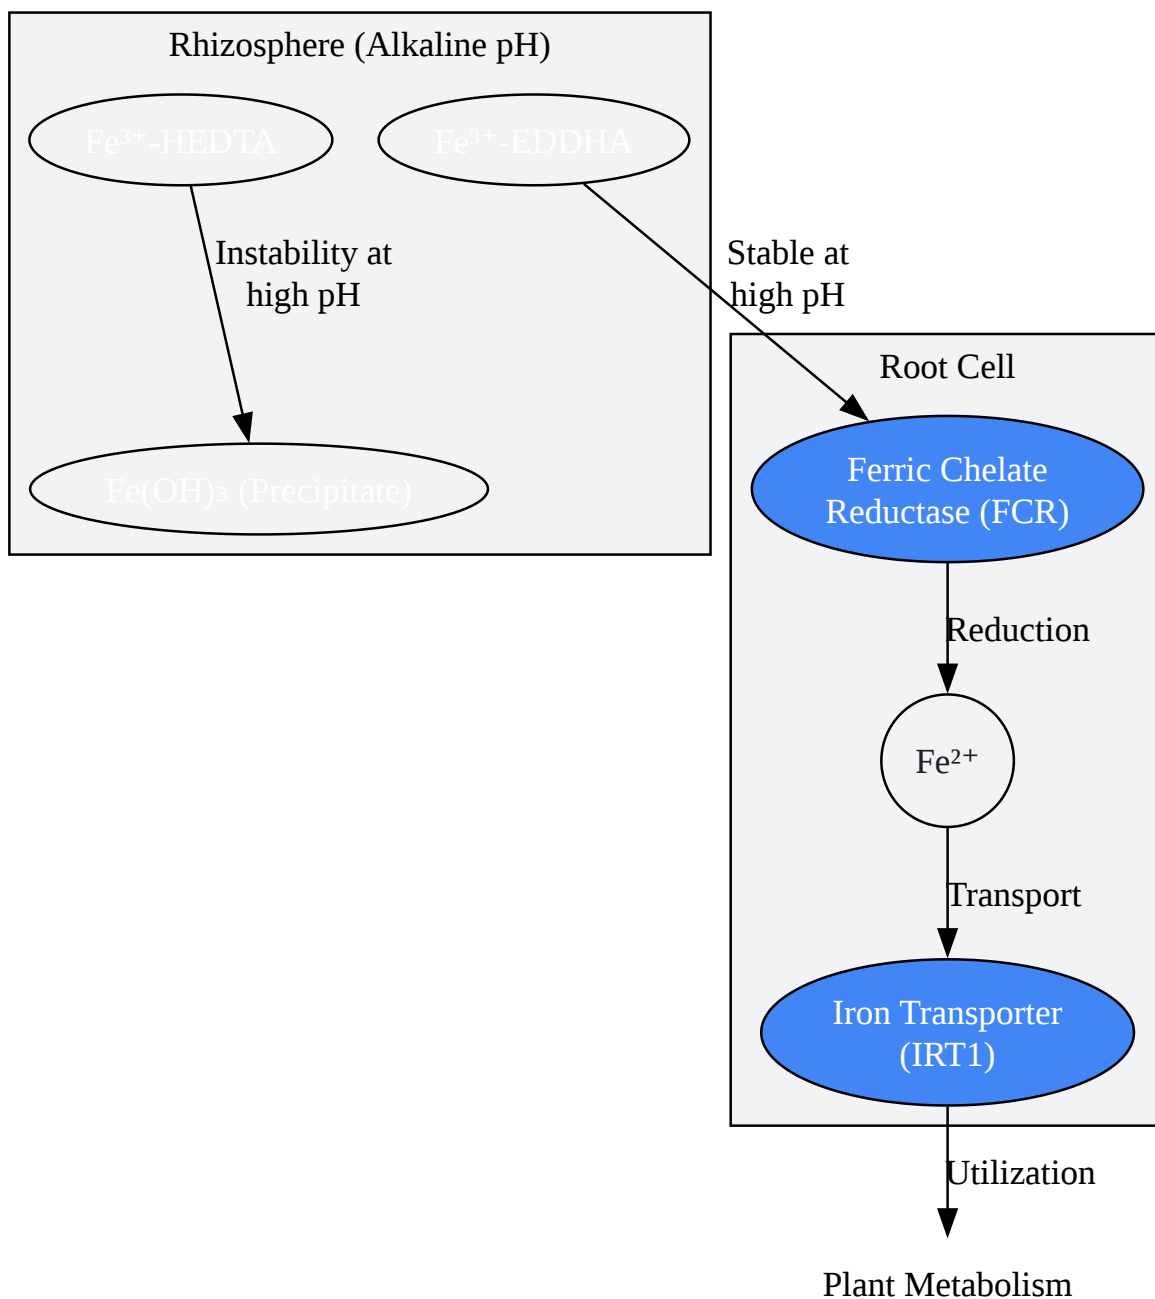 Rhizosphere (Alkaline pH)
Fe³⁺-HEDTA
Fe³⁺-EDDHA
Instability at
high pH
Stable at
high pH
Fe(OH)₃ (Precipitate)
Root Cell
Ferric Chelate
Reductase (FCR)
Reduction
Fe²⁺
Transport
Iron Transporter
(IRT1)
Utilization
Plant Metabolism